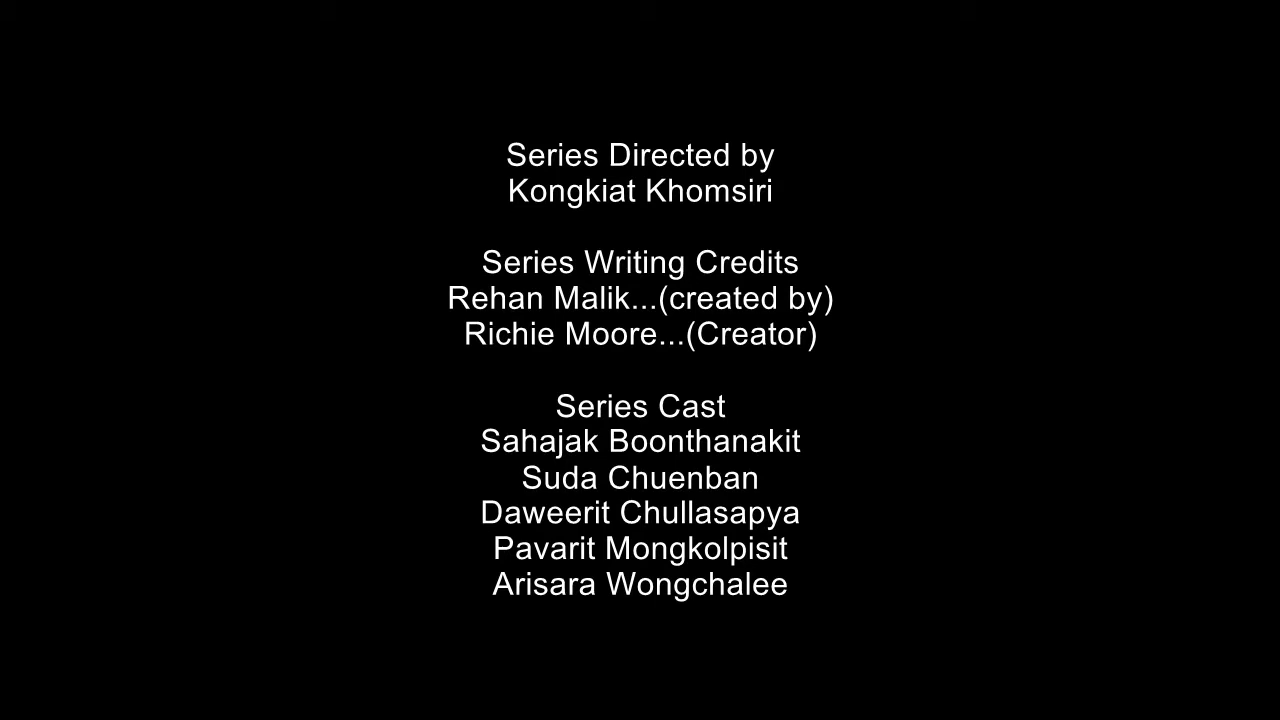 Series Directed by
Kongkiat Khomsiri
Series Writing Credits
Rehan Malik...(created by)
Richie Moore...(Creator)
Series Cast
Sahajak Boonthanakit
Suda Chuenban
Daweerit Chullasapya
Pavarit Mongkolpisit
Arisara Wongchalee